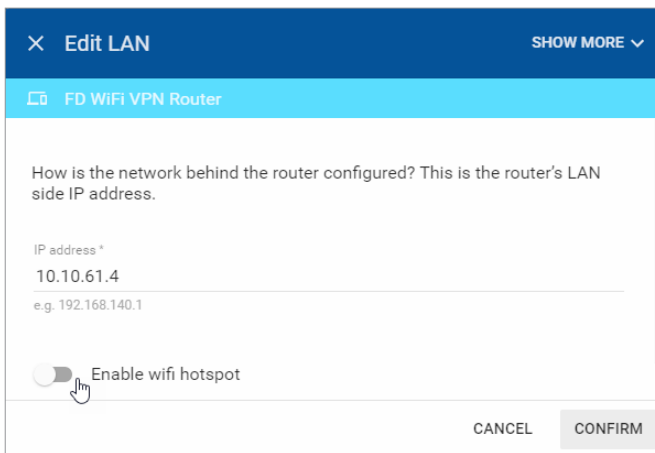 Edit LAN
SHOW MORE
FD WiFi VPN Router
How is the network behind the router configured? This is the router's LAN
side IP address.
IP address *
10.10.61.4
e.g. 192.168.140.1
Enable wifi hotspot
CANCEL
CONFIRM